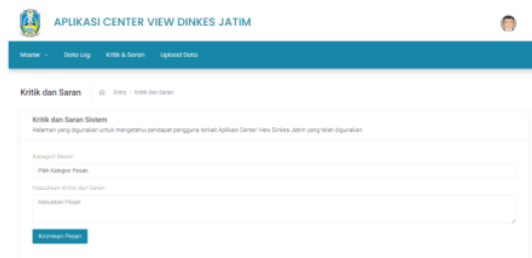 APLIKASI CENTER VIEW DINKES JATIM
Master Data Log Kritik & Saran Upload Data
Kritik dan Saran Entry - Kritik dan Saran
Kritik dan Saran Sistem
Halaman yang digunakan untuk mengetahui pendapat pengguna terkait Aplikasi Center View Dinkes Jatim yang telah digunakan.
Kategori Pesan
Pilih Kategori Pesan
Masukkan Kritik dan Saran
Masukkan Pesan
Kirimkan Pesan